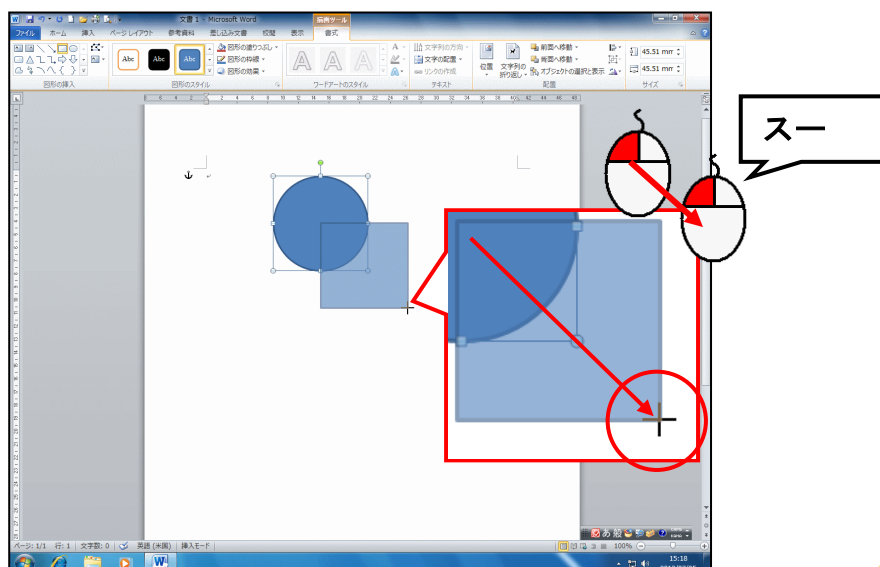 文書 1 - Microsoft Word
描画ツール
ファイル ホーム 挿入 ページ レイアウト 参考資料 差し込み文書 校閲 表示 書式
Abc Abc Abc
図形の塗りつぶし
図形の枠線
図形の効果
A A A
文字列の方向
文字の配置
リンクの作成
位置
文字列の
折り返し
前面へ移動
背面へ移動
オブジェクトの選択と表示
45.51 mm
45.51 mm
図形の挿入 図形のスタイル ワードアートのスタイル テキスト 配置 サイズ
スー
あ 般
ページ: 1/1 行: 1 文字数: 0 英語 (米国) 挿入モード
100%
15:18